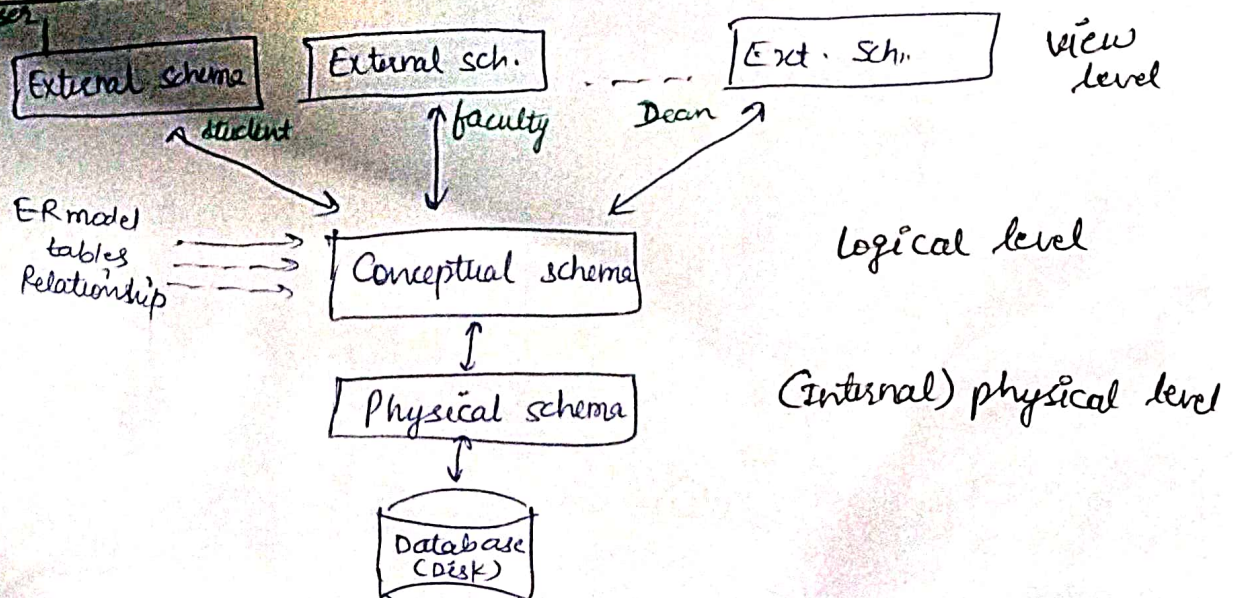 user
External schema
External sch.
Ext. Sch.
view
level
student
faculty
Dean
E-R model
tables
Relationship
Conceptual schema
Logical level
Physical schema
(Internal) physical level
Database
(Disk)